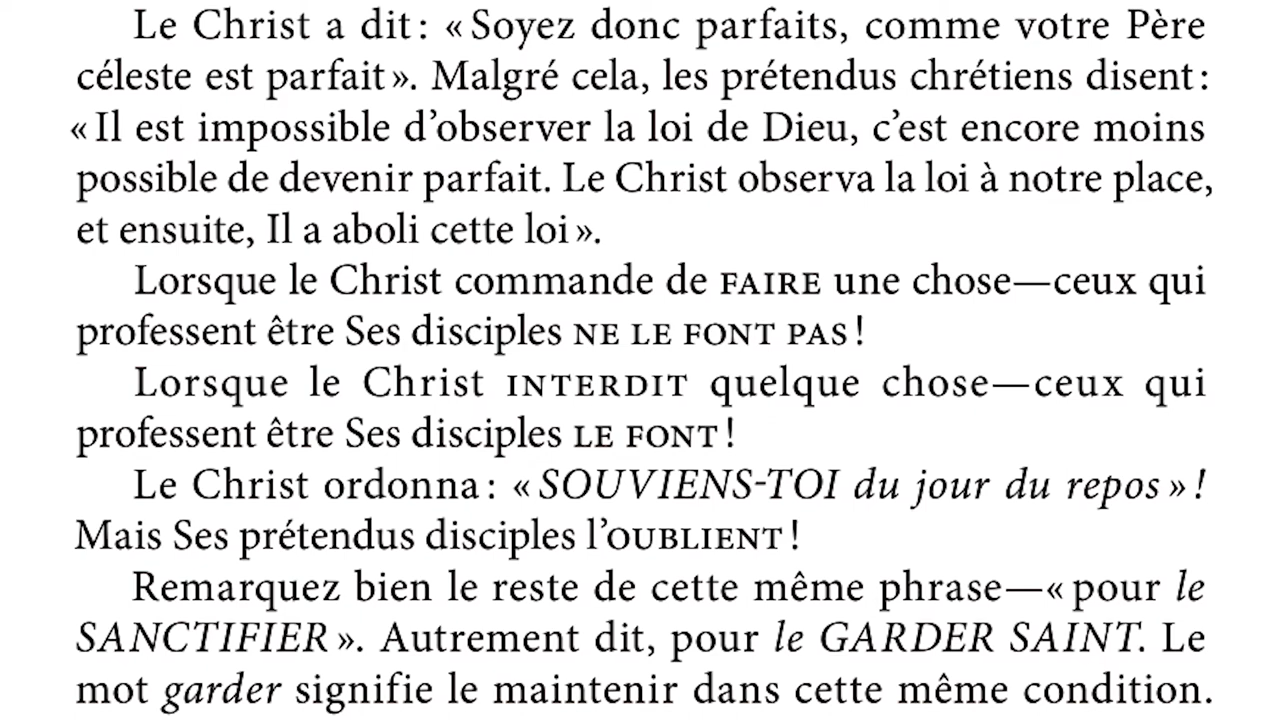 Le Christ a dit : « Soyez donc parfaits, comme votre Père
céleste est parfait ». Malgré cela, les prétendus chrétiens disent :
« Il est impossible d’observer la loi de Dieu, c’est encore moins
possible de devenir parfait. Le Christ observa la loi à notre place,
et ensuite, Il a aboli cette loi ».
Lorsque le Christ commande de FAIRE une chose—ceux qui
professent être Ses disciples NE LE FONT PAS !
Lorsque le Christ INTERDIT quelque chose—ceux qui
professent être Ses disciples LE FONT !
Le Christ ordonna : « SOUVIENS-TOI du jour du repos » !
Mais Ses prétendus disciples l’OUBLIENT !
Remarquez bien le reste de cette même phrase—« pour le
SANCTIFIER ». Autrement dit, pour le GARDER SAINT. Le
mot garder signifie le maintenir dans cette même condition.